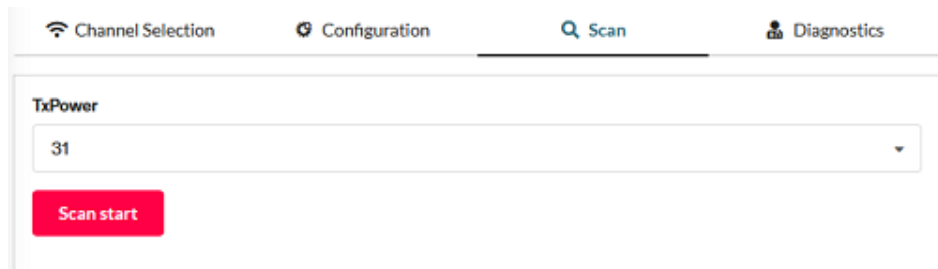 Channel Selection Configuration Scan Diagnostics
TxPower
31
Scan start